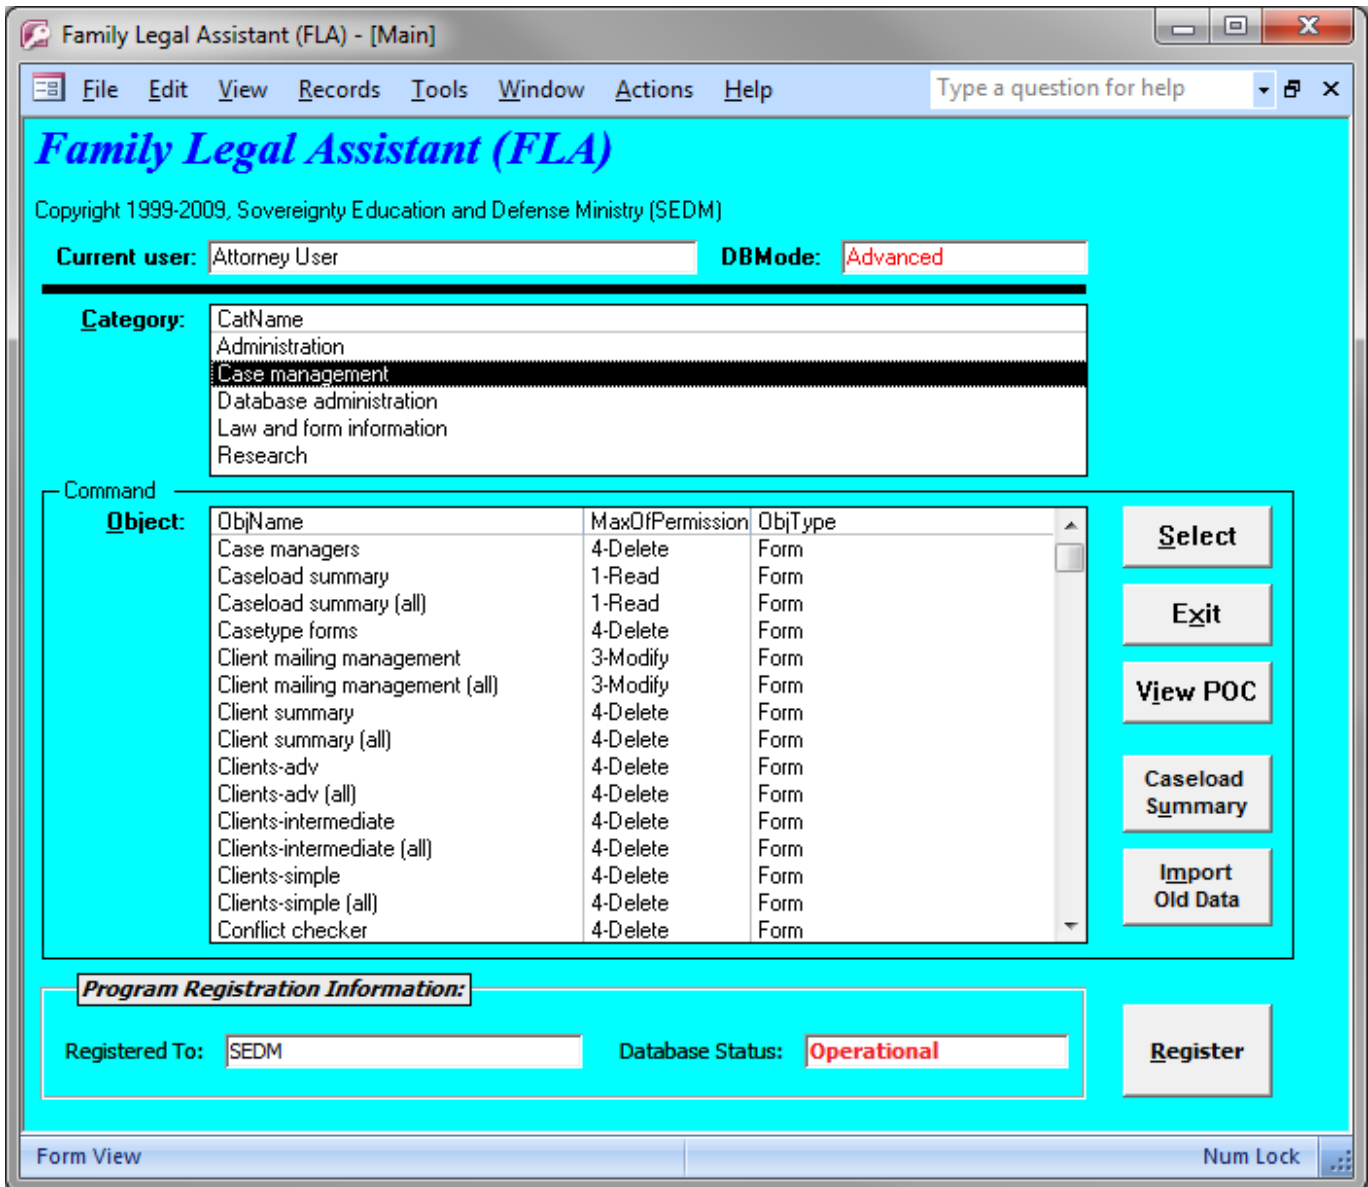 Family Legal Assistant (FLA) - [Main]
File Edit View Records Tools Window Actions Help Type a question for help
Family Legal Assistant (FLA)
Copyright 1999-2009, Sovereignty Education and Defense Ministry (SEDM)
Current user: Attorney User DBMode: Advanced
Category: CatName
Administration
Case management
Database administration
Law and form information
Research
Command
Object: ObjName MaxOfPermission ObjType
Case managers 4-Delete Form
Caseload summary 1-Read Form
Caseload summary (all) 1-Read Form
Casetype forms 4-Delete Form
Client mailing management 3-Modify Form
Client mailing management (all) 3-Modify Form
Client summary 4-Delete Form
Client summary (all) 4-Delete Form
Clients-adv 4-Delete Form
Clients-adv (all) 4-Delete Form
Clients-intermediate 4-Delete Form
Clients-intermediate (all) 4-Delete Form
Clients-simple 4-Delete Form
Clients-simple (all) 4-Delete Form
Conflict checker 4-Delete Form
Select
Exit
View POC
Caseload
Summary
Import
Old Data
Program Registration Information:
Registered To: SEDM Database Status: Operational
Register
Form View Num Lock